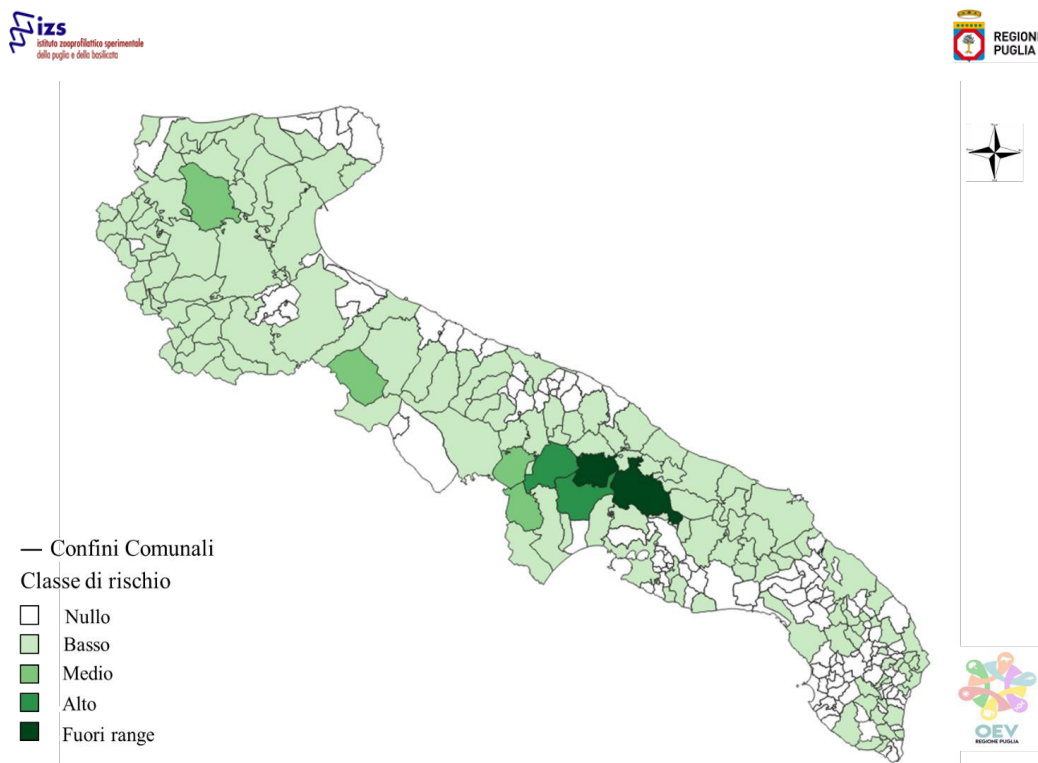 izs
istituto zooprofilattico sperimentale
della puglia e della basilicata
REGIONE
PUGLIA
Confini Comunali
Classe di rischio
Nullo
Basso
Medio
Alto
Fuori range
OEV
REGIONE PUGLIA